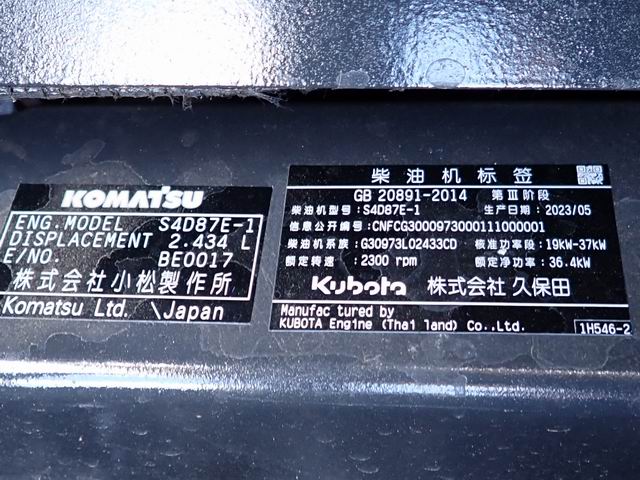 KOMATSU
ENG. MODEL S4D87E-1
DISPLACEMENT 2.434 L
E/NO. BE0017
株式会社小松製作所
Komatsu Ltd. \Japan
柴油机标签
GB 20891-2014 第Ⅲ阶段
柴油机型号:S4D87E-1 生产日期:2023/05
信息公开编号:CNFCG3000973000111000001
柴油机系族:G30973L02433CD 核准功率段:19kW-37kW
额定转速:2300 rpm 额定净功率:36.4kW
Kubota 株式会社 久保田
Manufactured by
KUBOTA Engine (Thailand) Co.,Ltd. 1H546-2